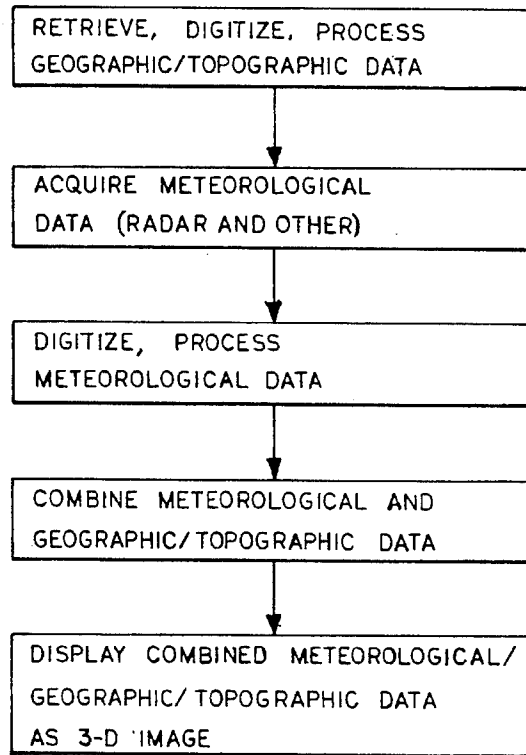 RETRIEVE, DIGITIZE, PROCESS
GEOGRAPHIC/TOPOGRAPHIC DATA
ACQUIRE METEOROLOGICAL
DATA (RADAR AND OTHER)
DIGITIZE, PROCESS
METEOROLOGICAL DATA
COMBINE METEOROLOGICAL AND
GEOGRAPHIC/TOPOGRAPHIC DATA
DISPLAY COMBINED METEOROLOGICAL/
GEOGRAPHIC/TOPOGRAPHIC DATA
AS 3-D IMAGE